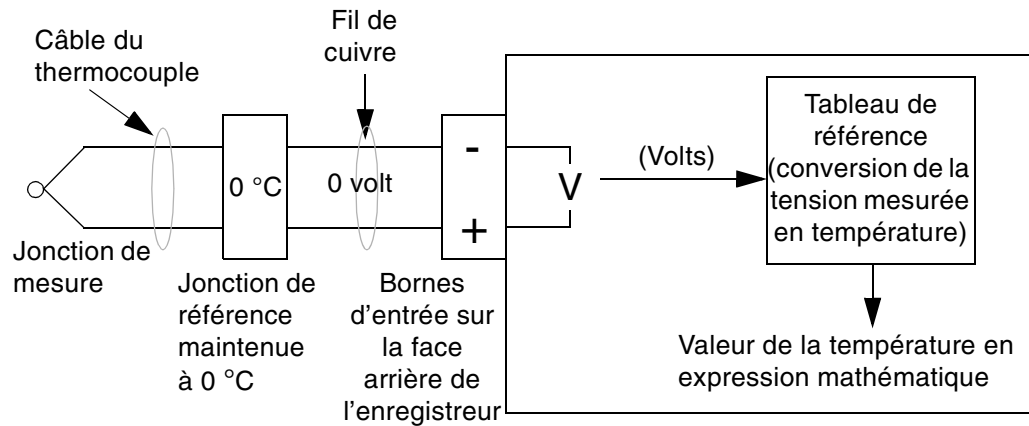 Câble du
thermocouple
Fil de
cuivre
0 °C
0 volt
-
+
V
(Volts)
Tableau de
référence
(conversion de la
tension mesurée
en température)
Jonction de
mesure
Jonction de
référence
maintenue
à 0 °C
Bornes
d'entrée sur
la face
arrière de
l'enregistreur
Valeur de la température en
expression mathématique